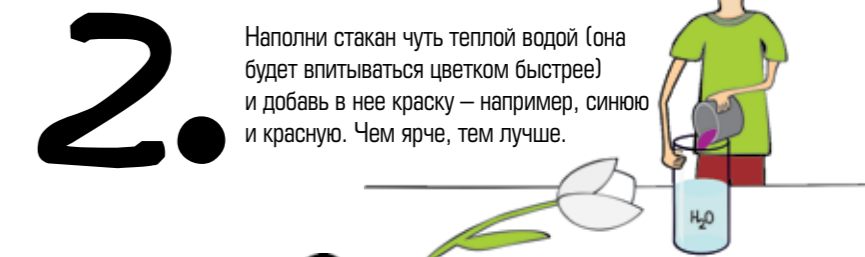 2.
Наполни стакан чуть теплой водой (она
будет впитываться цветком быстрее)
и добавь в нее краску – например, синюю
и красную. Чем ярче, тем лучше.
H₂O